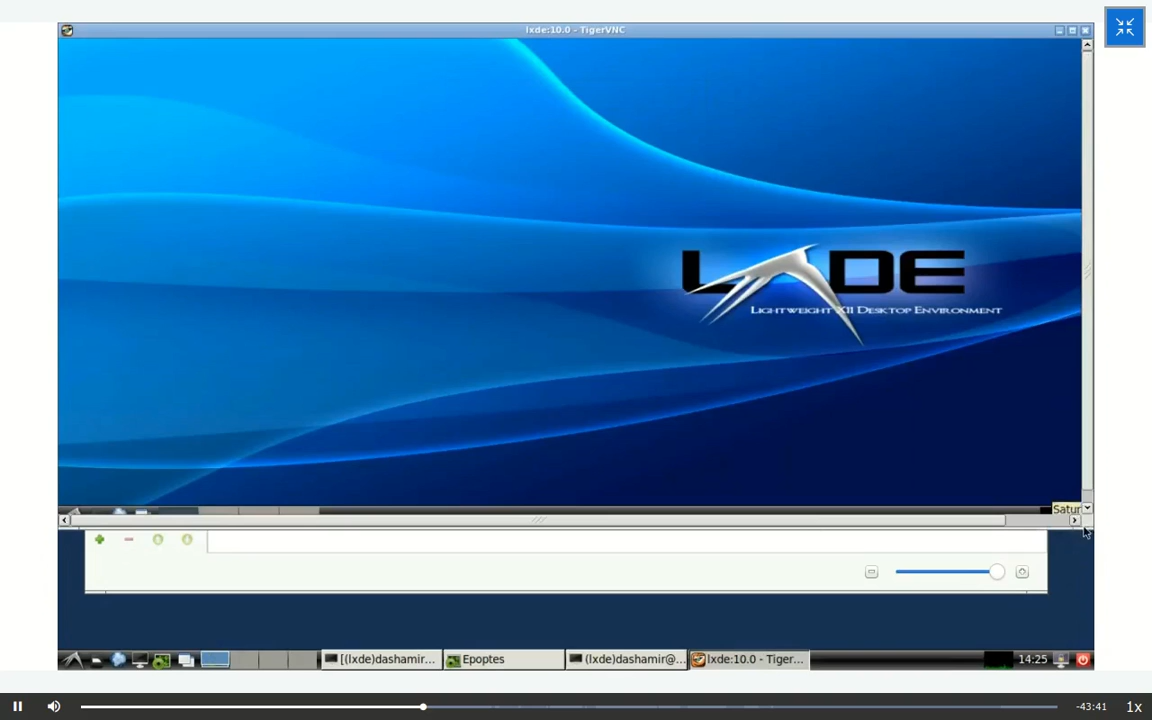 lxde:10.0 - TigerVNC
LXDE
LIGHTWEIGHT X11 DESKTOP ENVIRONMENT
Satur
[(lxde)dashamir...
Epoptes
(lxde)dashamir@...
lxde:10.0 - Tiger...
14:25
-43:41
1x